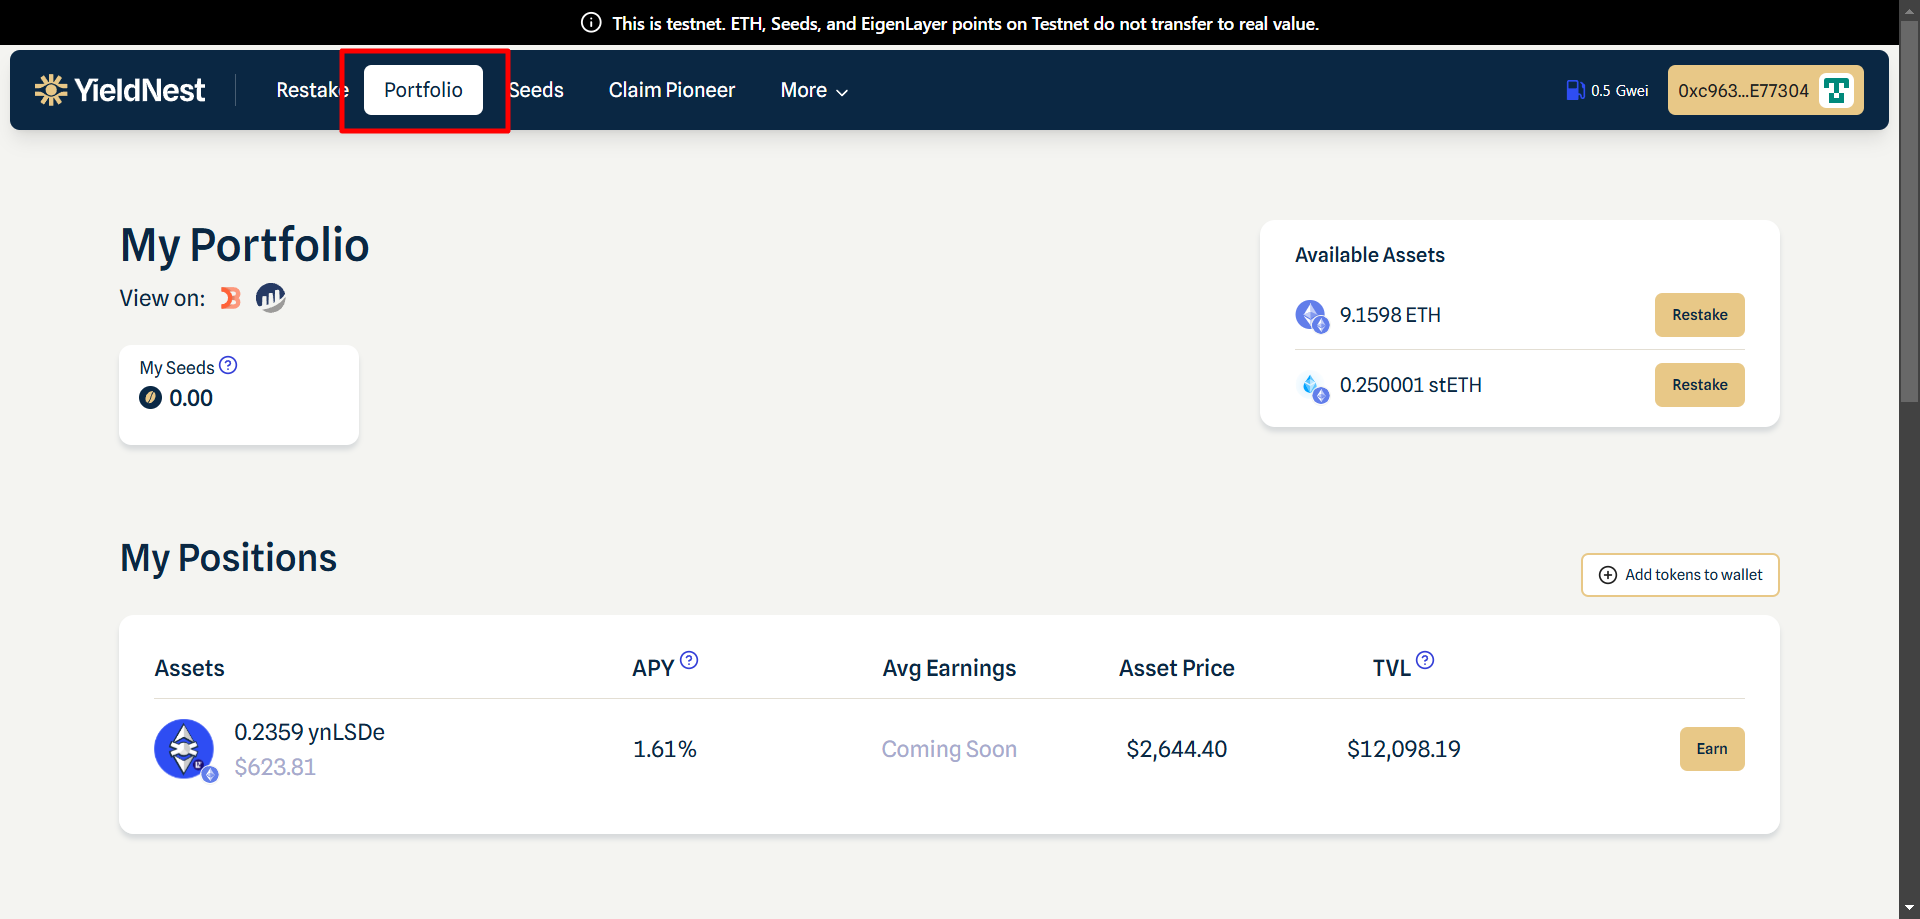 This is testnet. ETH, Seeds, and EigenLayer points on Testnet do not transfer to real value.
YieldNest Restake Portfolio Seeds Claim Pioneer More 0.5 Gwei 0xc963...E77304
My Portfolio
View on:
My Seeds
0.00
Available Assets
9.1598 ETH Restake
0.250001 stETH Restake
My Positions
Add tokens to wallet
Assets APY Avg Earnings Asset Price TVL
0.2359 ynLSDe
$623.81
1.61% Coming Soon $2,644.40 $12,098.19 Earn